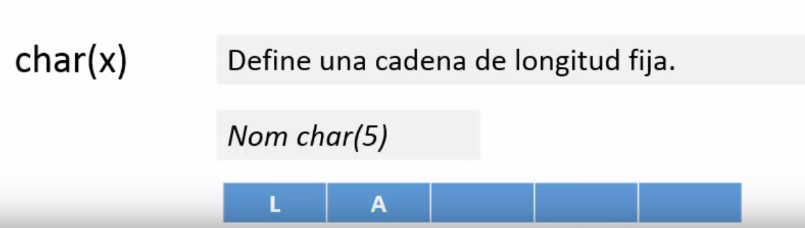 char(x)
Define una cadena de longitud fija.
Nom char(5)
L A